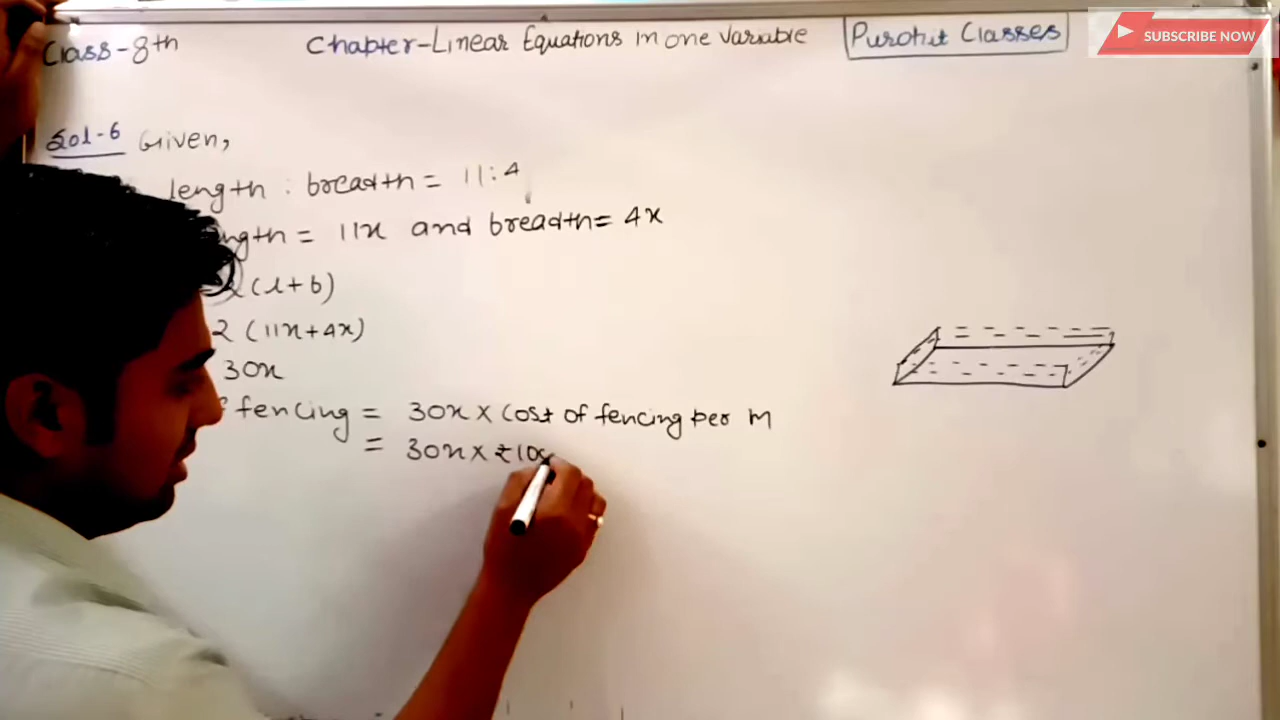 Class-8th Chapter-Linear Equations in one variable Purohit Classes
SUBSCRIBE NOW
Sol-6 Given,
length : breadth = 11:4
ngth = 11x and breadth = 4x
(l+b)
2 (11x+4x)
30x
fencing = 30x × Cost of fencing per m
= 30x × ₹10